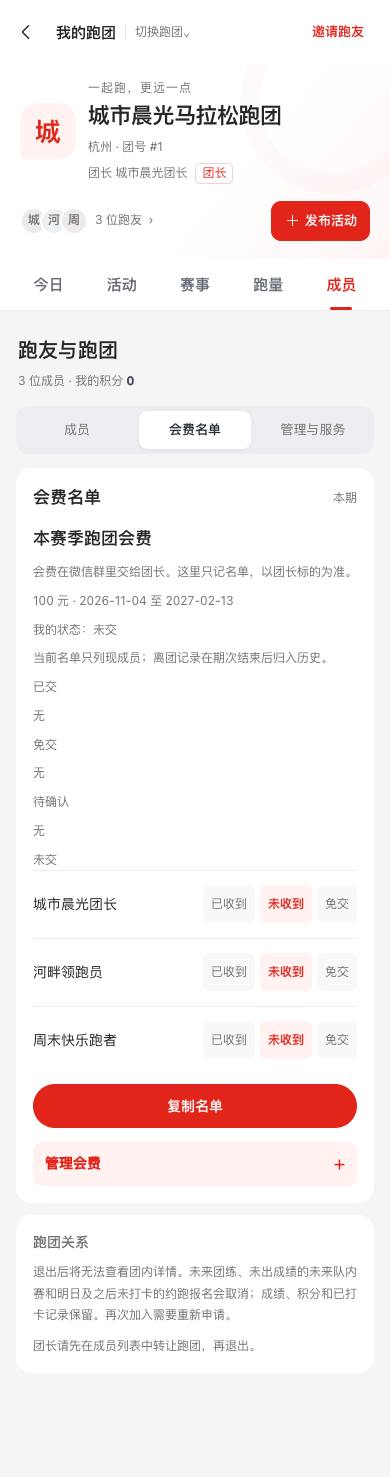 我的跑团 切换跑团 邀请跑友
一起跑，更远一点
城
城市晨光马拉松跑团
杭州 · 团号 #1
团长 城市晨光团长 团长
城 河 周 3 位跑友 ›
＋ 发布活动
今日 活动 赛事 跑量 成员
跑友与跑团
3 位成员 · 我的积分 0
成员 会费名单 管理与服务
会费名单 本期
本赛季跑团会费
会费在微信群里交给团长。这里只记名单，以团长标的为准。
100 元 · 2026-11-04 至 2027-02-13
我的状态：未交
当前名单只列现成员；离团记录在期次结束后归入历史。
已交
无
免交
无
待确认
无
未交
城市晨光团长 已收到 未收到 免交
河畔领跑员 已收到 未收到 免交
周末快乐跑者 已收到 未收到 免交
复制名单
管理会费 +
跑团关系
退出后将无法查看团内详情。未来团练、未出成绩的未来队内
赛和明日及之后未打卡的约跑报名会取消；成绩、积分和已打
卡记录保留。再次加入需要重新申请。
团长请先在成员列表中转让跑团，再退出。